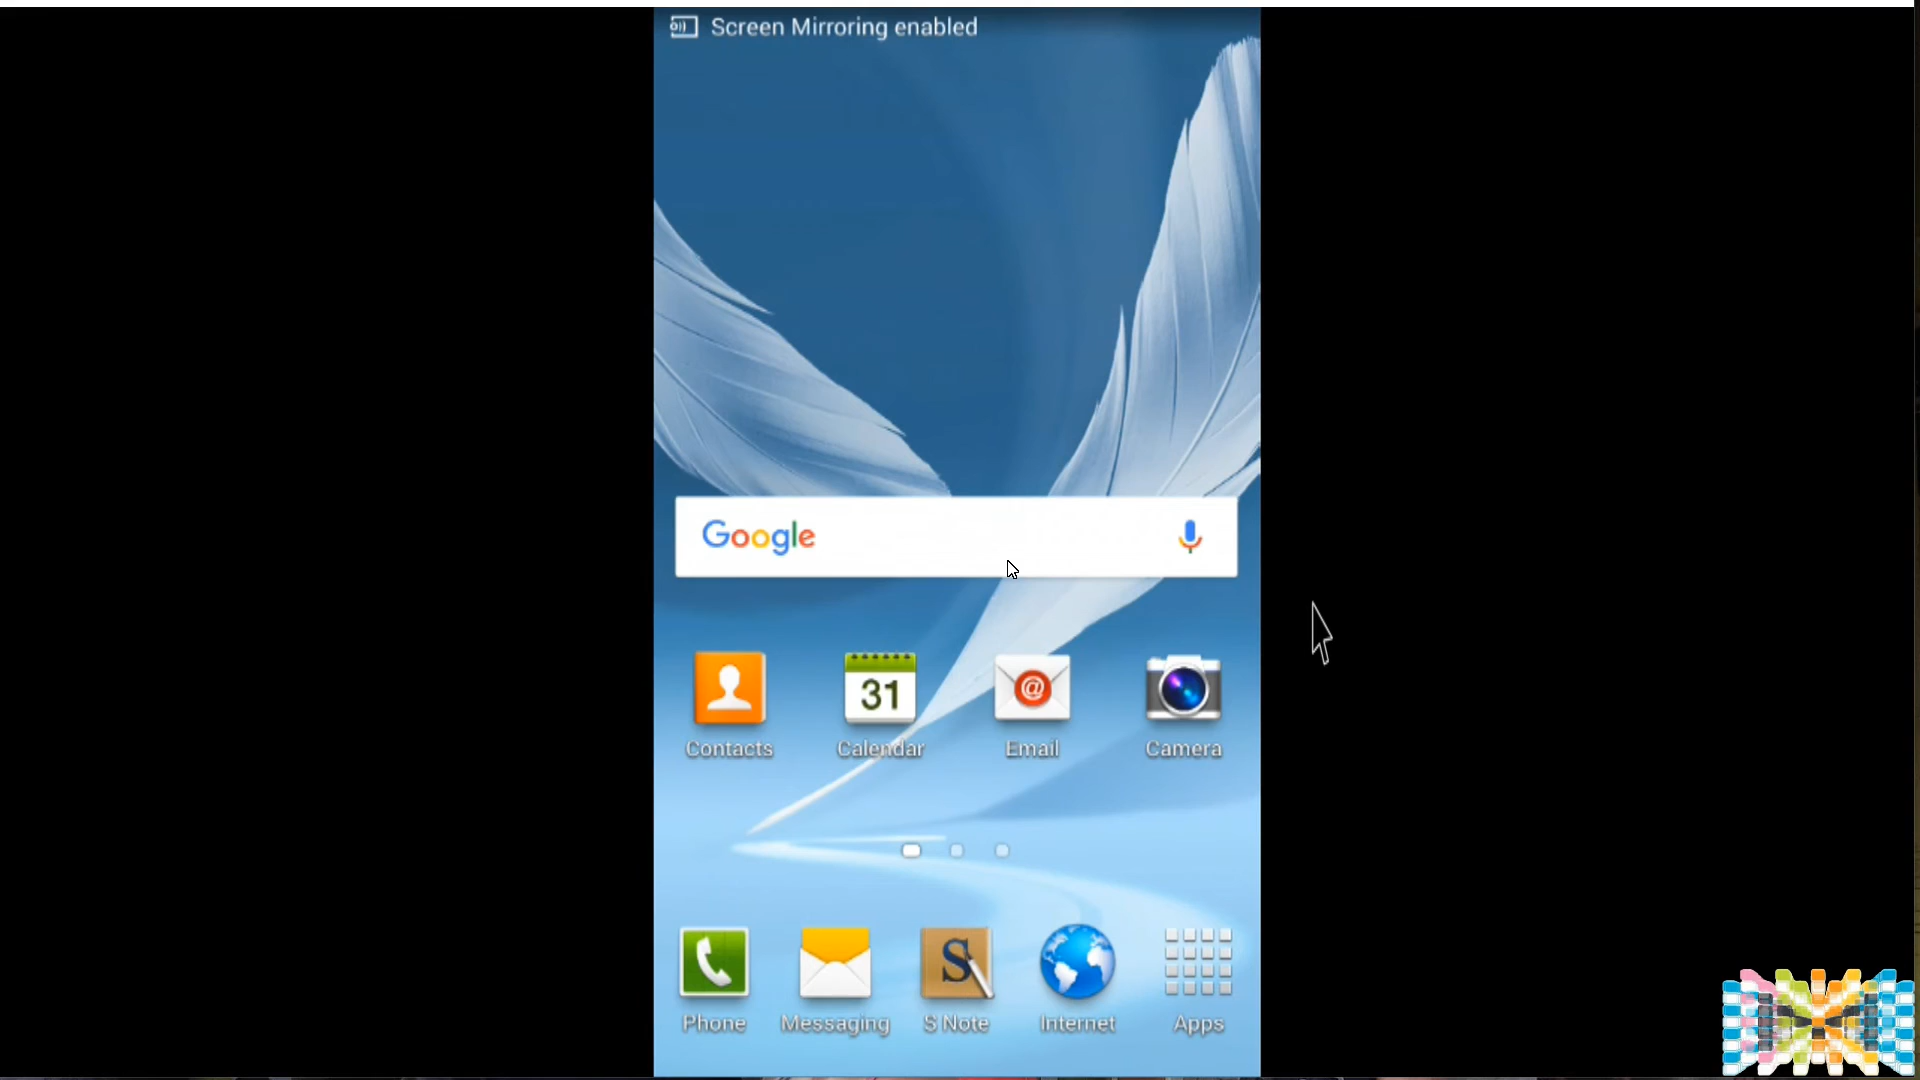 Screen Mirroring enabled
Google
31
@
Contacts Calendar Email Camera
S
Phone Messaging S Note Internet Apps